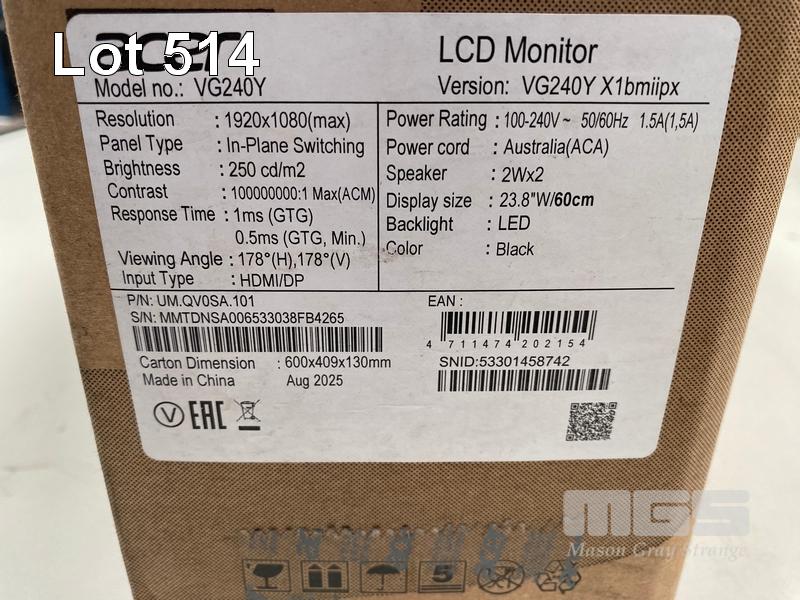 Lot 514
acer
LCD Monitor
Model no.: VG240Y
Version: VG240Y X1bmiipx
Resolution : 1920x1080(max)
Panel Type : In-Plane Switching
Brightness : 250 cd/m2
Contrast : 100000000:1 Max(ACM)
Response Time : 1ms (GTG)
0.5ms (GTG, Min.)
Viewing Angle : 178°(H),178°(V)
Input Type : HDMI/DP
Power Rating : 100-240V~ 50/60Hz 1.5A(1,5A)
Power cord : Australia(ACA)
Speaker : 2Wx2
Display size : 23.8"W/60cm
Backlight : LED
Color : Black
P/N: UM.QV0SA.101
S/N: MMTDNSA006533038FB4265
Carton Dimension : 600x409x130mm
Made in China Aug 2025
EAN :
4 711474 202154
SNID:53301458742
V EAC
5
MGS
Mason Gray Strange